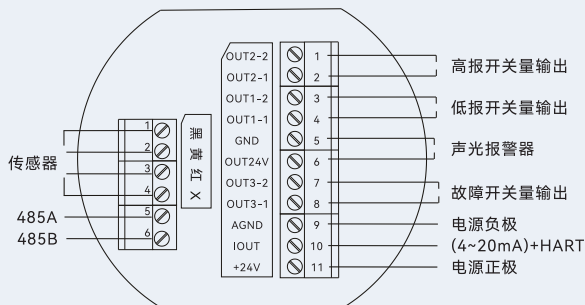 OUT2-2 1
OUT2-1 2
高报开关量输出
OUT1-2 3
OUT1-1 4
低报开关量输出
GND 5
OUT24V 6
声光报警器
OUT3-2 7
OUT3-1 8
故障开关量输出
AGND 9 电源负极
IOUT 10 (4~20mA)+HART
+24V 11 电源正极
传感器
1 黑
2 黄
3 红
4 X
485A 5
485B 6